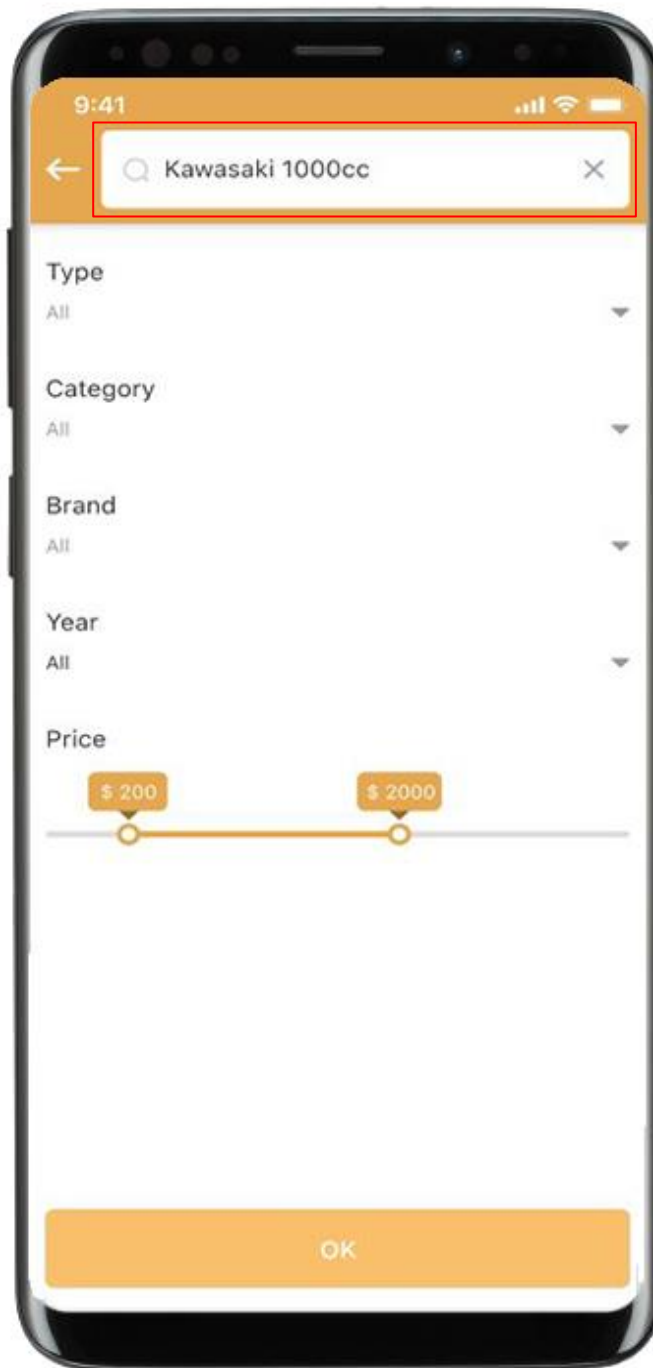 9:41
Kawasaki 1000cc
Type
All
Category
All
Brand
All
Year
All
Price
$ 200 $ 2000
OK